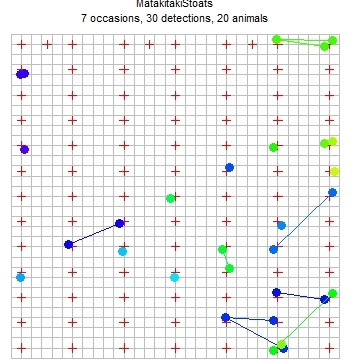 MatakitakiStoats
7 occasions, 30 detections, 20 animals